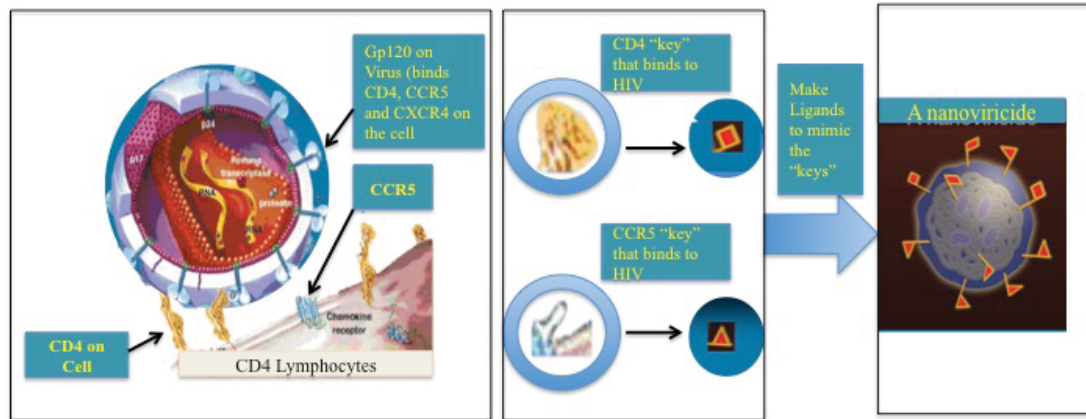 Gp120 on
Virus (binds
CD4, CCR5
and CXCR4 on
the cell
p24
p17
Reverse
transcriptase
RNA
protease
RNA
CCR5
Chemokine
receptor
CD4 on
Cell
CD4 Lymphocytes
CD4 “key”
that binds to
HIV
CCR5 “key”
that binds to
HIV
Make
Ligands
to mimic
the
“keys”
A nanoviricide
A nanoviricide